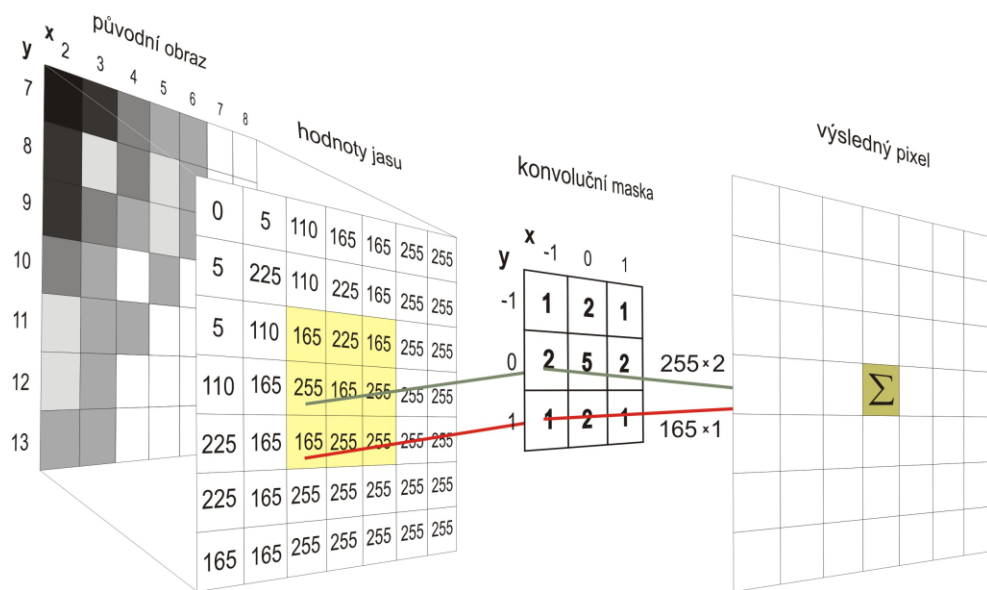 původní obraz
x 2 3 4 5 6 7 8
y
7
8
9
10
11
12
13
hodnoty jasu
0 5 110 165 165 255 255
5 225 110 225 165 255 255
5 110 165 225 165 255 255
110 165 255 165 255 255 255
225 165 165 255 255 255 255
225 165 255 255 255 255 255
165 165 255 255 255 255 255
konvoluční maska
x -1 0 1
y
-1 1 2 1
0 2 5 2
1 1 2 1
255×2
165×1
výsledný pixel
Σ